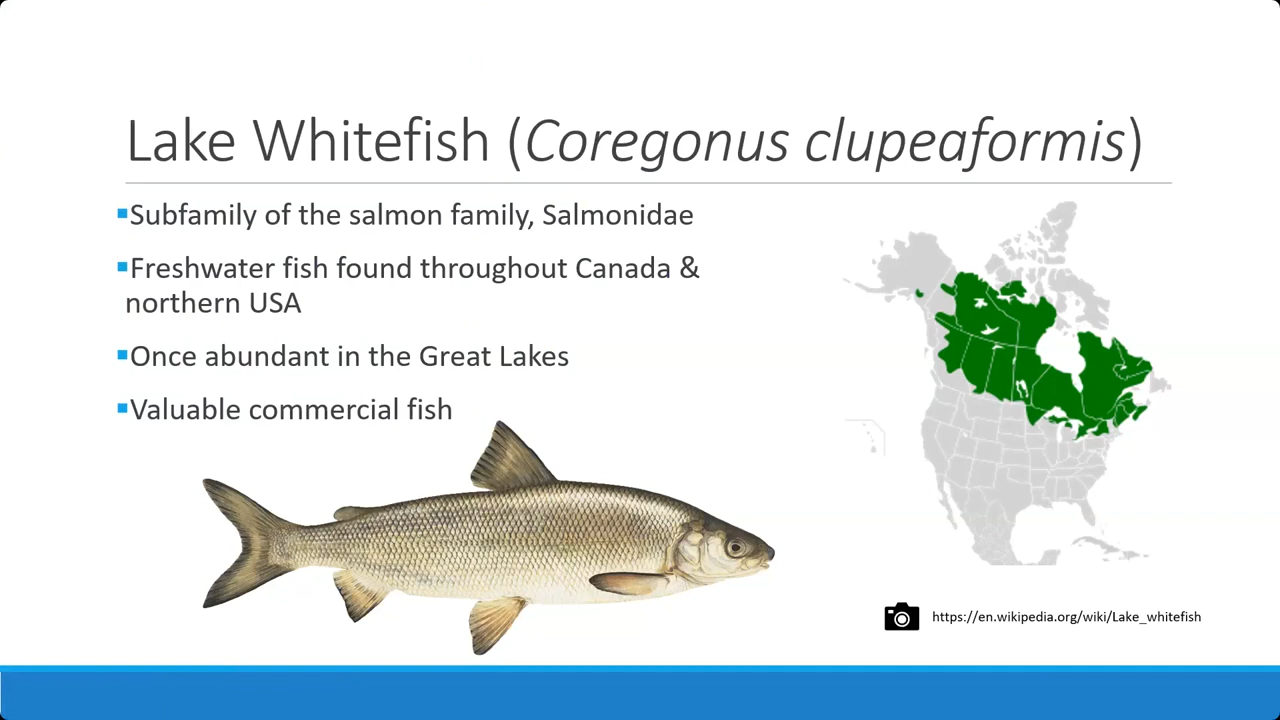 Lake Whitefish (Coregonus clupeaformis)
▪Subfamily of the salmon family, Salmonidae
▪Freshwater fish found throughout Canada &
northern USA
▪Once abundant in the Great Lakes
▪Valuable commercial fish
https://en.wikipedia.org/wiki/Lake_whitefish